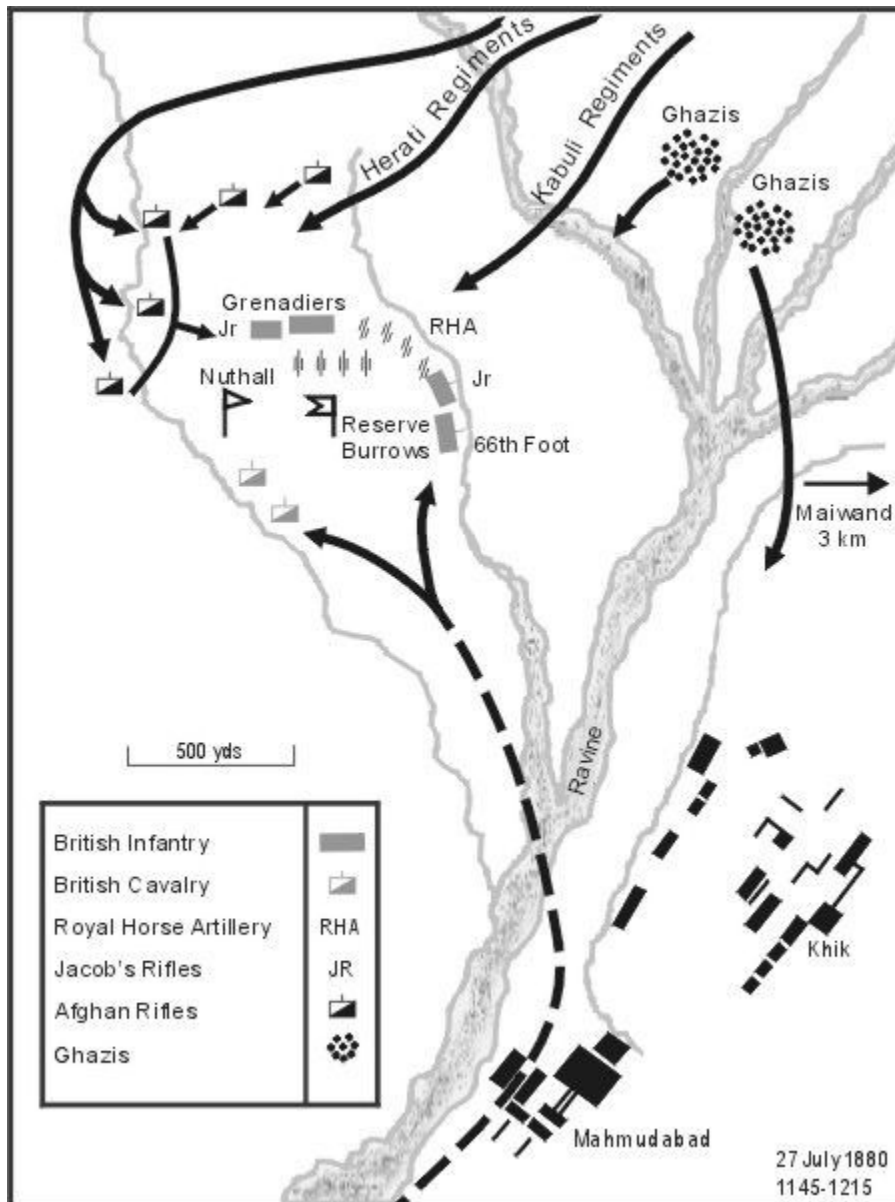 Herati Regiments
Kabuli Regiments
Ghazis
Ghazis
Grenadiers
Jr
RHA
Nuthall
Jr
Reserve
Burrows
66th Foot
Maiwand
3 km
500 yds
Ravine
British Infantry
British Cavalry
Royal Horse Artillery RHA
Jacob's Rifles JR
Afghan Rifles
Ghazis
Khik
Mahmudabad
27 July 1880
1145-1215